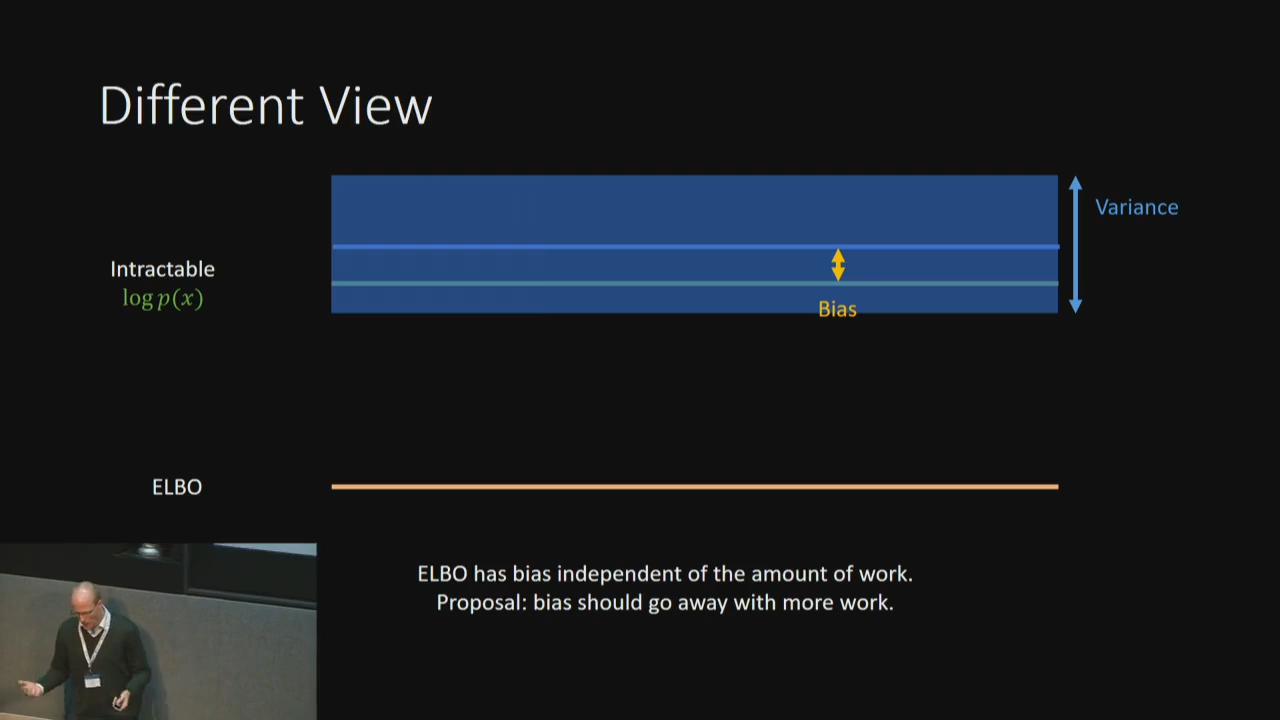 Different View
Variance
Intractable
log p(x)
Bias
ELBO
ELBO has bias independent of the amount of work.
Proposal: bias should go away with more work.